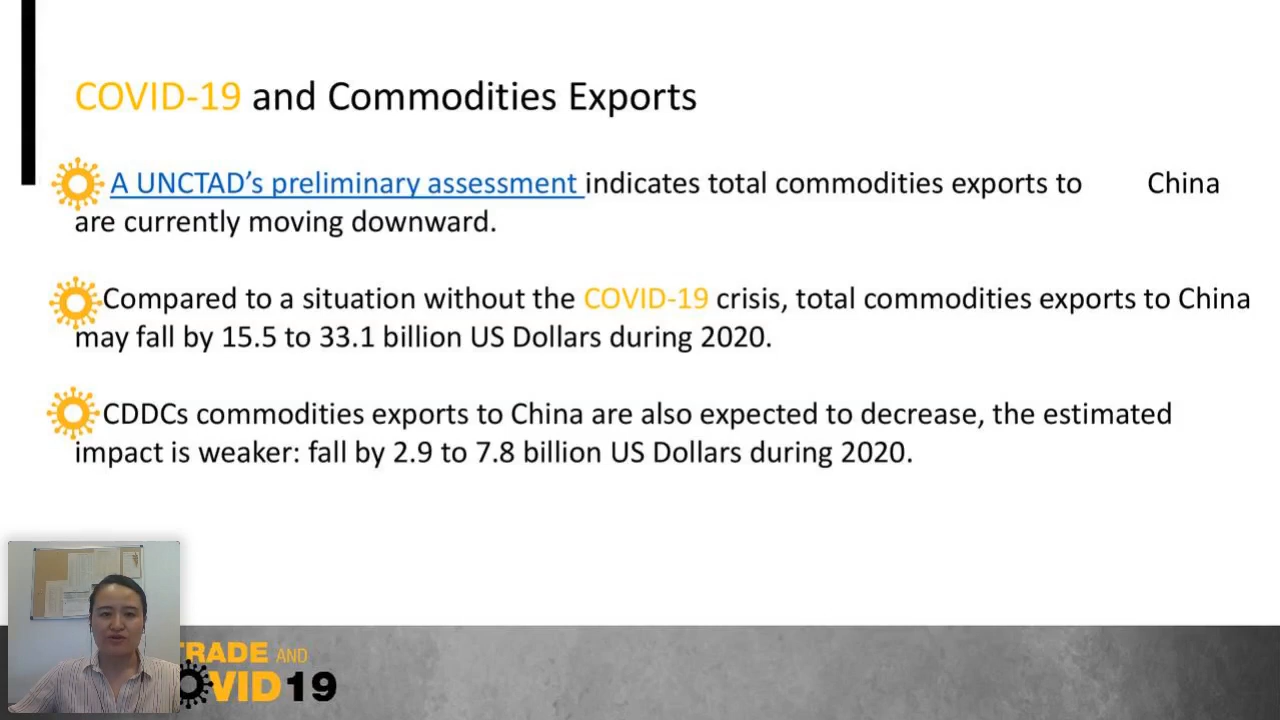 COVID-19 and Commodities Exports
A UNCTAD's preliminary assessment indicates total commodities exports to China
are currently moving downward.
Compared to a situation without the COVID-19 crisis, total commodities exports to China
may fall by 15.5 to 33.1 billion US Dollars during 2020.
CDDCs commodities exports to China are also expected to decrease, the estimated
impact is weaker: fall by 2.9 to 7.8 billion US Dollars during 2020.
TRADE AND
VID19